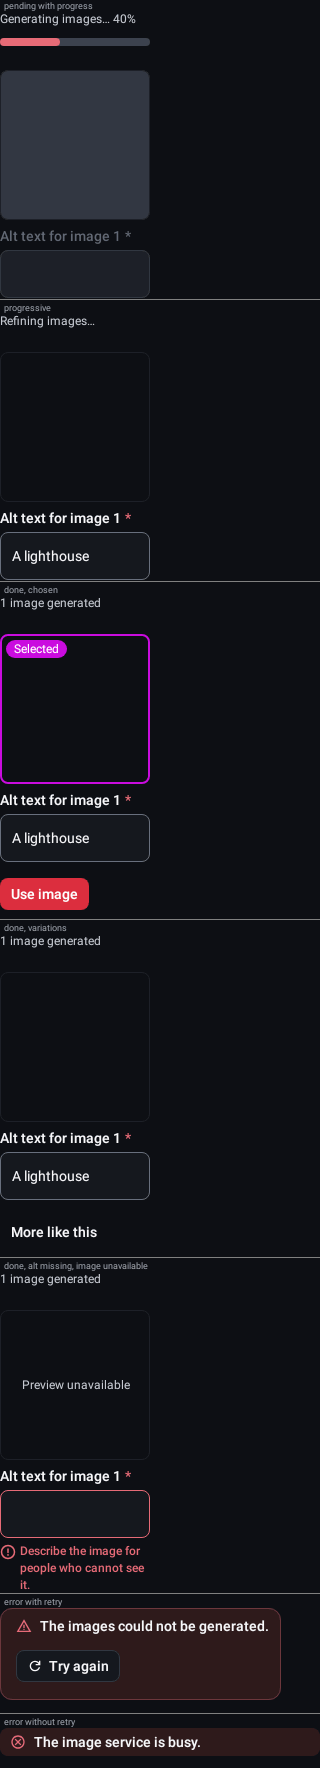 pending with progress
Generating images... 40%
Alt text for image 1 *
progressive
Refining images...
Alt text for image 1 *
A lighthouse
done, chosen
1 image generated
Selected
Alt text for image 1 *
A lighthouse
Use image
done, variations
1 image generated
Alt text for image 1 *
A lighthouse
More like this
done, alt missing, image unavailable
1 image generated
Preview unavailable
Alt text for image 1 *
Describe the image for
people who cannot see
it.
error with retry
The images could not be generated.
Try again
error without retry
The image service is busy.